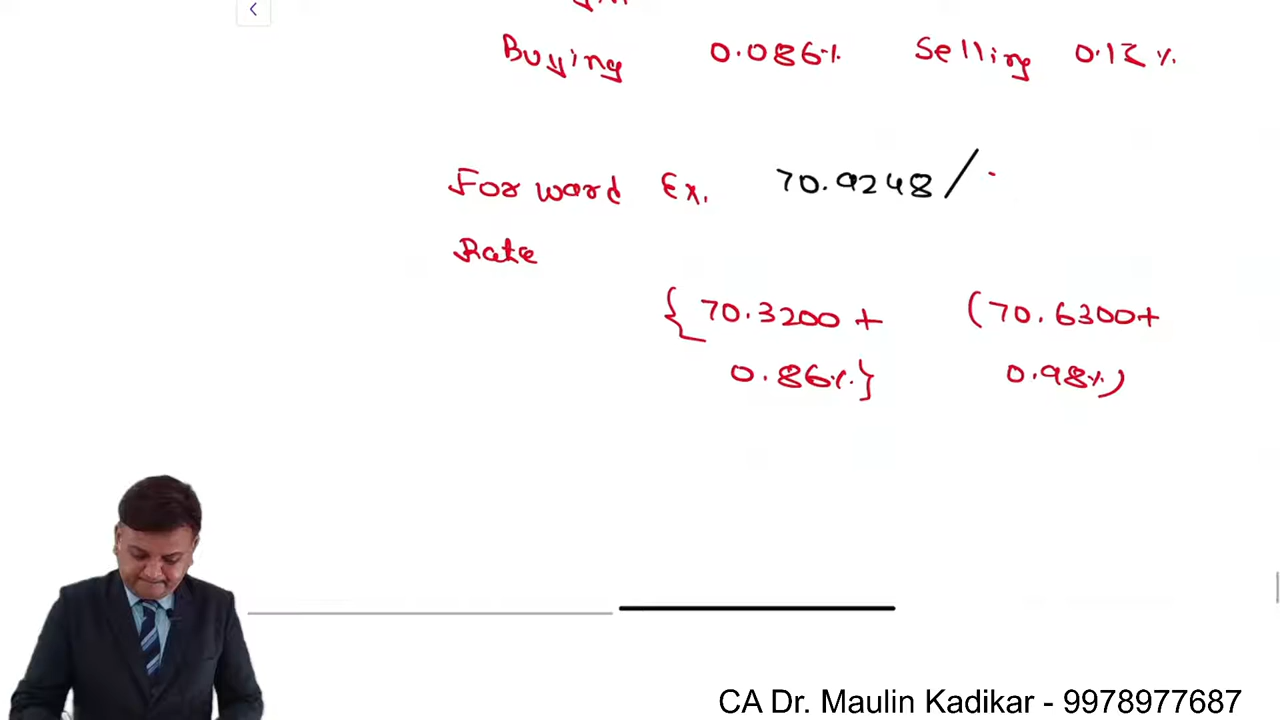 Buying 0.086% Selling 0.12%
Forward Ex. 70.9248 /
Rate
{70.3200 + (70.6300+
0.86%} 0.98%)
CA Dr. Maulin Kadikar - 9978977687